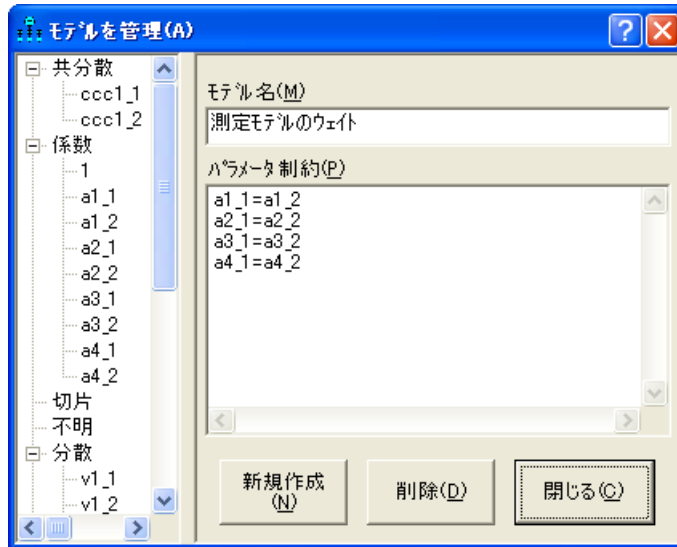 モデルを管理(A)
共分散
ccc1_1
ccc1_2
係数
1
a1_1
a1_2
a2_1
a2_2
a3_1
a3_2
a4_1
a4_2
切片
不明
分散
v1_1
v1_2
モデル名(M)
測定モデルのウェイト
パラメータ制約(P)
a1_1=a1_2
a2_1=a2_2
a3_1=a3_2
a4_1=a4_2
新規作成
(N)
削除(D)
閉じる(C)